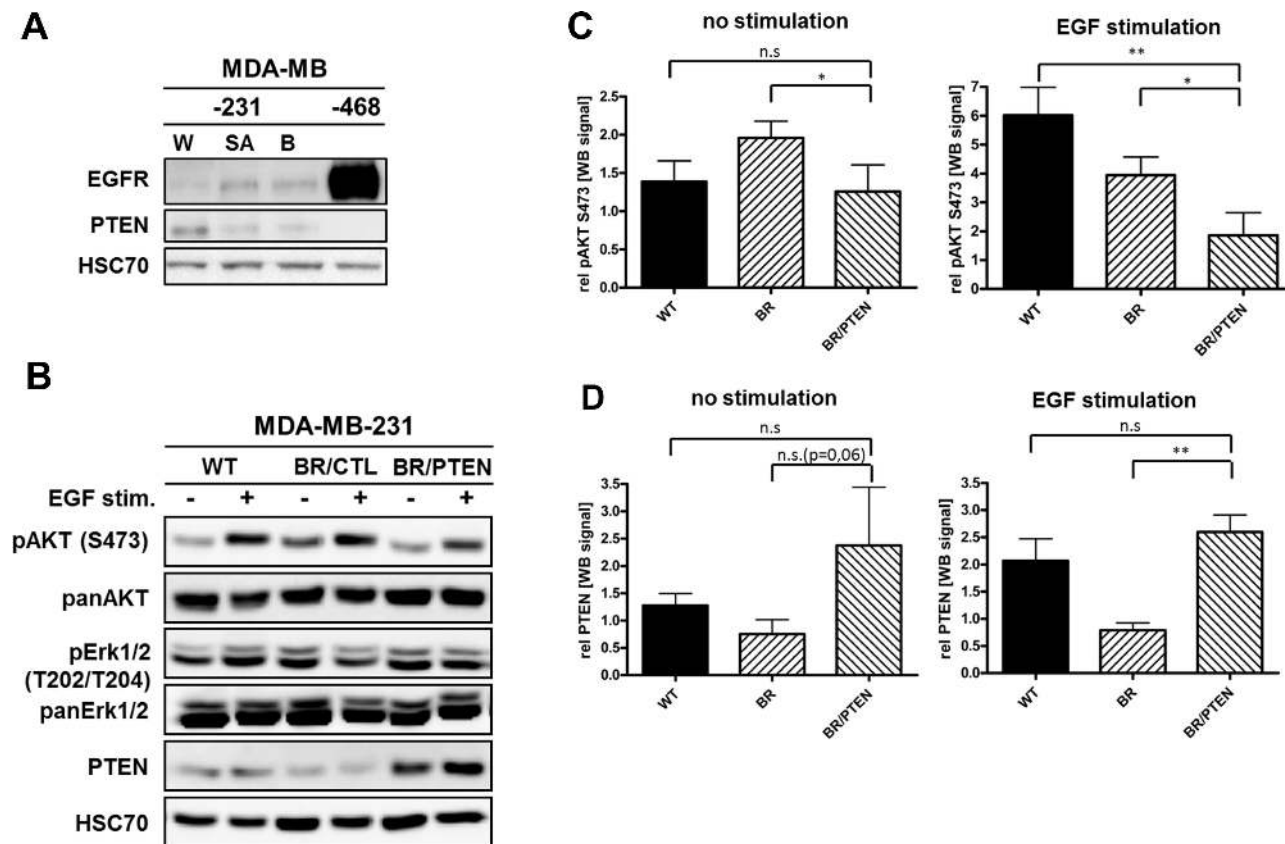 A
MDA-MB
-231 -468
W SA B
EGFR
PTEN
HSC70
B
MDA-MB-231
WT BR/CTL BR/PTEN
EGF stim. - + - + - +
pAKT (S473)
panAKT
pErk1/2
(T202/T204)
panErk1/2
PTEN
HSC70
C
no stimulation
n.s
*
rel pAKT S473 [WB signal]
2.5
2.0
1.5
1.0
0.5
0.0
WT
BR
BR/PTEN
EGF stimulation
**
*
rel pAKT S473 [WB signal]
7
6
5
4
3
2
1
0
WT
BR
BR/PTEN
D
no stimulation
n.s
n.s.(p=0,06)
rel PTEN [WB signal]
3.5
3.0
2.5
2.0
1.5
1.0
0.5
0.0
WT
BR
BR/PTEN
EGF stimulation
n.s
**
rel PTEN [WB signal]
3.5
3.0
2.5
2.0
1.5
1.0
0.5
0.0
WT
BR
BR/PTEN